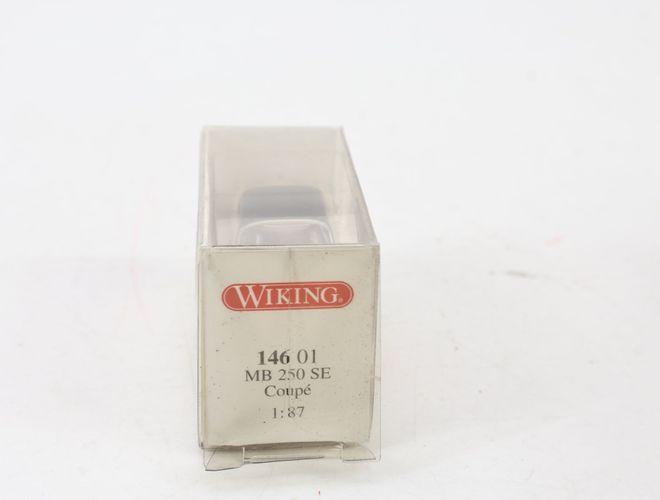 WIKING®
146 01
MB 250 SE
Coupé
1:87